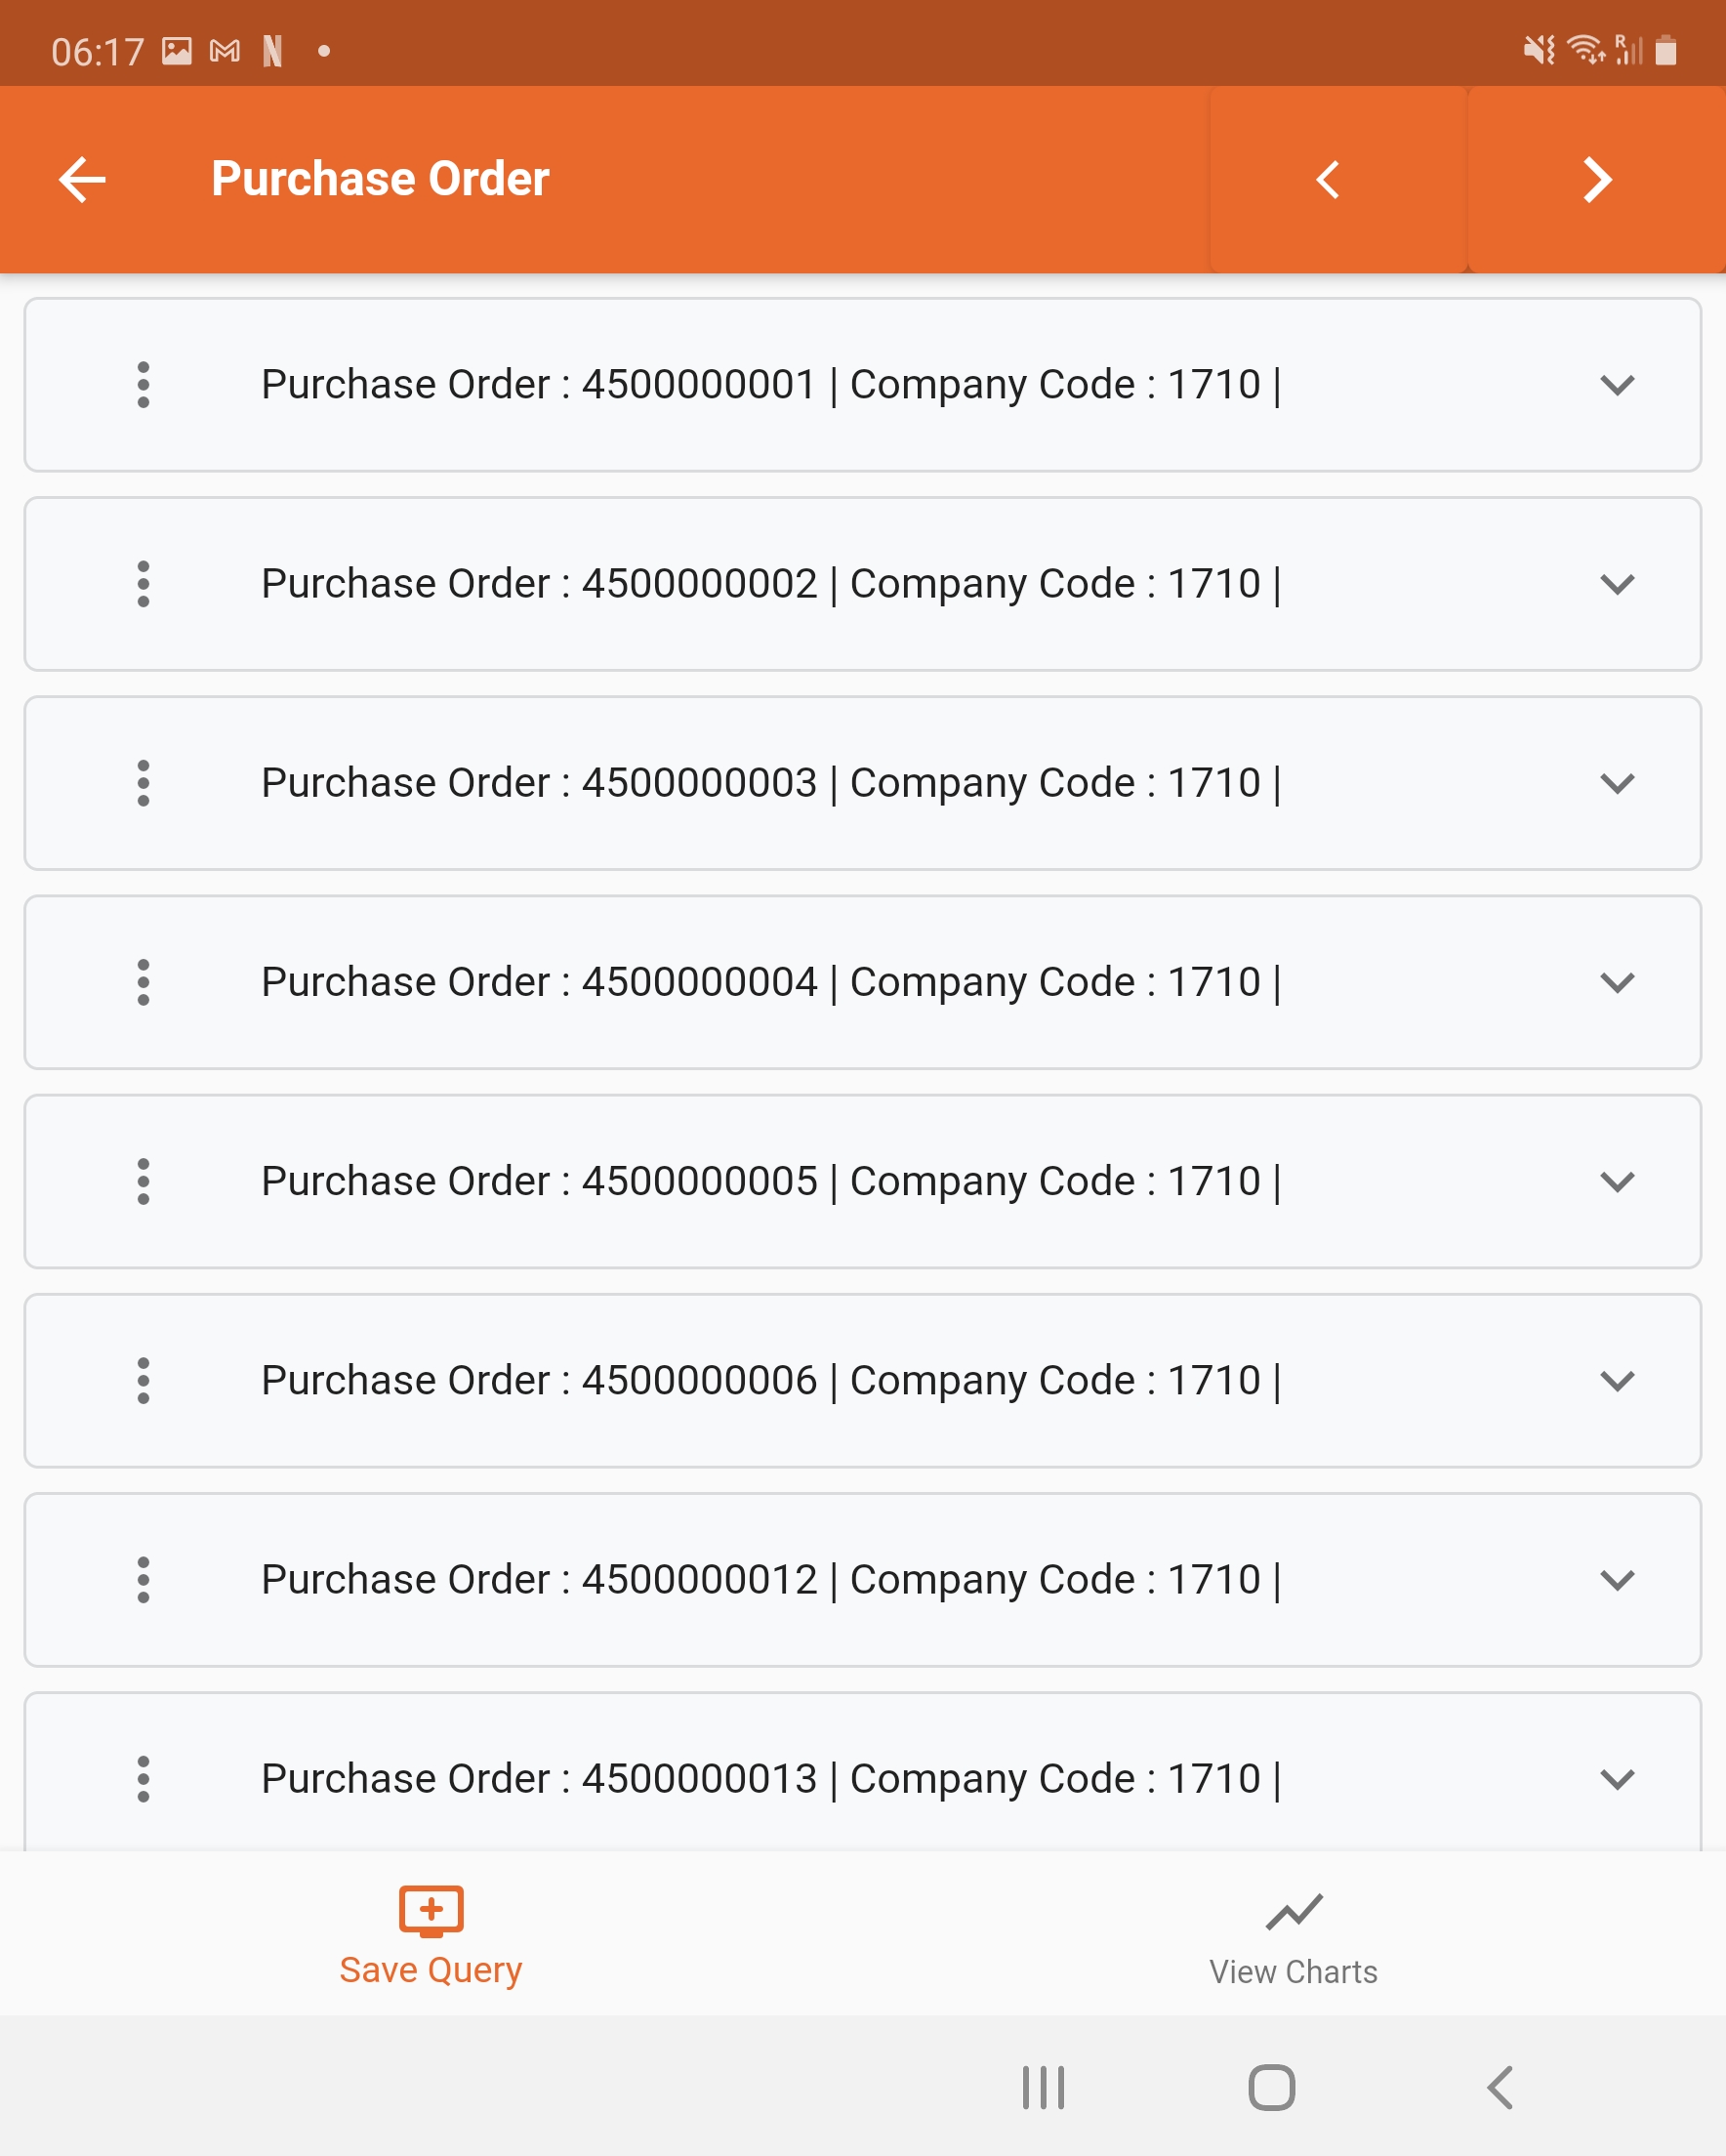 06:17
Purchase Order
Purchase Order : 4500000001 | Company Code : 1710 |
Purchase Order : 4500000002 | Company Code : 1710 |
Purchase Order : 4500000003 | Company Code : 1710 |
Purchase Order : 4500000004 | Company Code : 1710 |
Purchase Order : 4500000005 | Company Code : 1710 |
Purchase Order : 4500000006 | Company Code : 1710 |
Purchase Order : 4500000012 | Company Code : 1710 |
Purchase Order : 4500000013 | Company Code : 1710 |
Save Query
View Charts